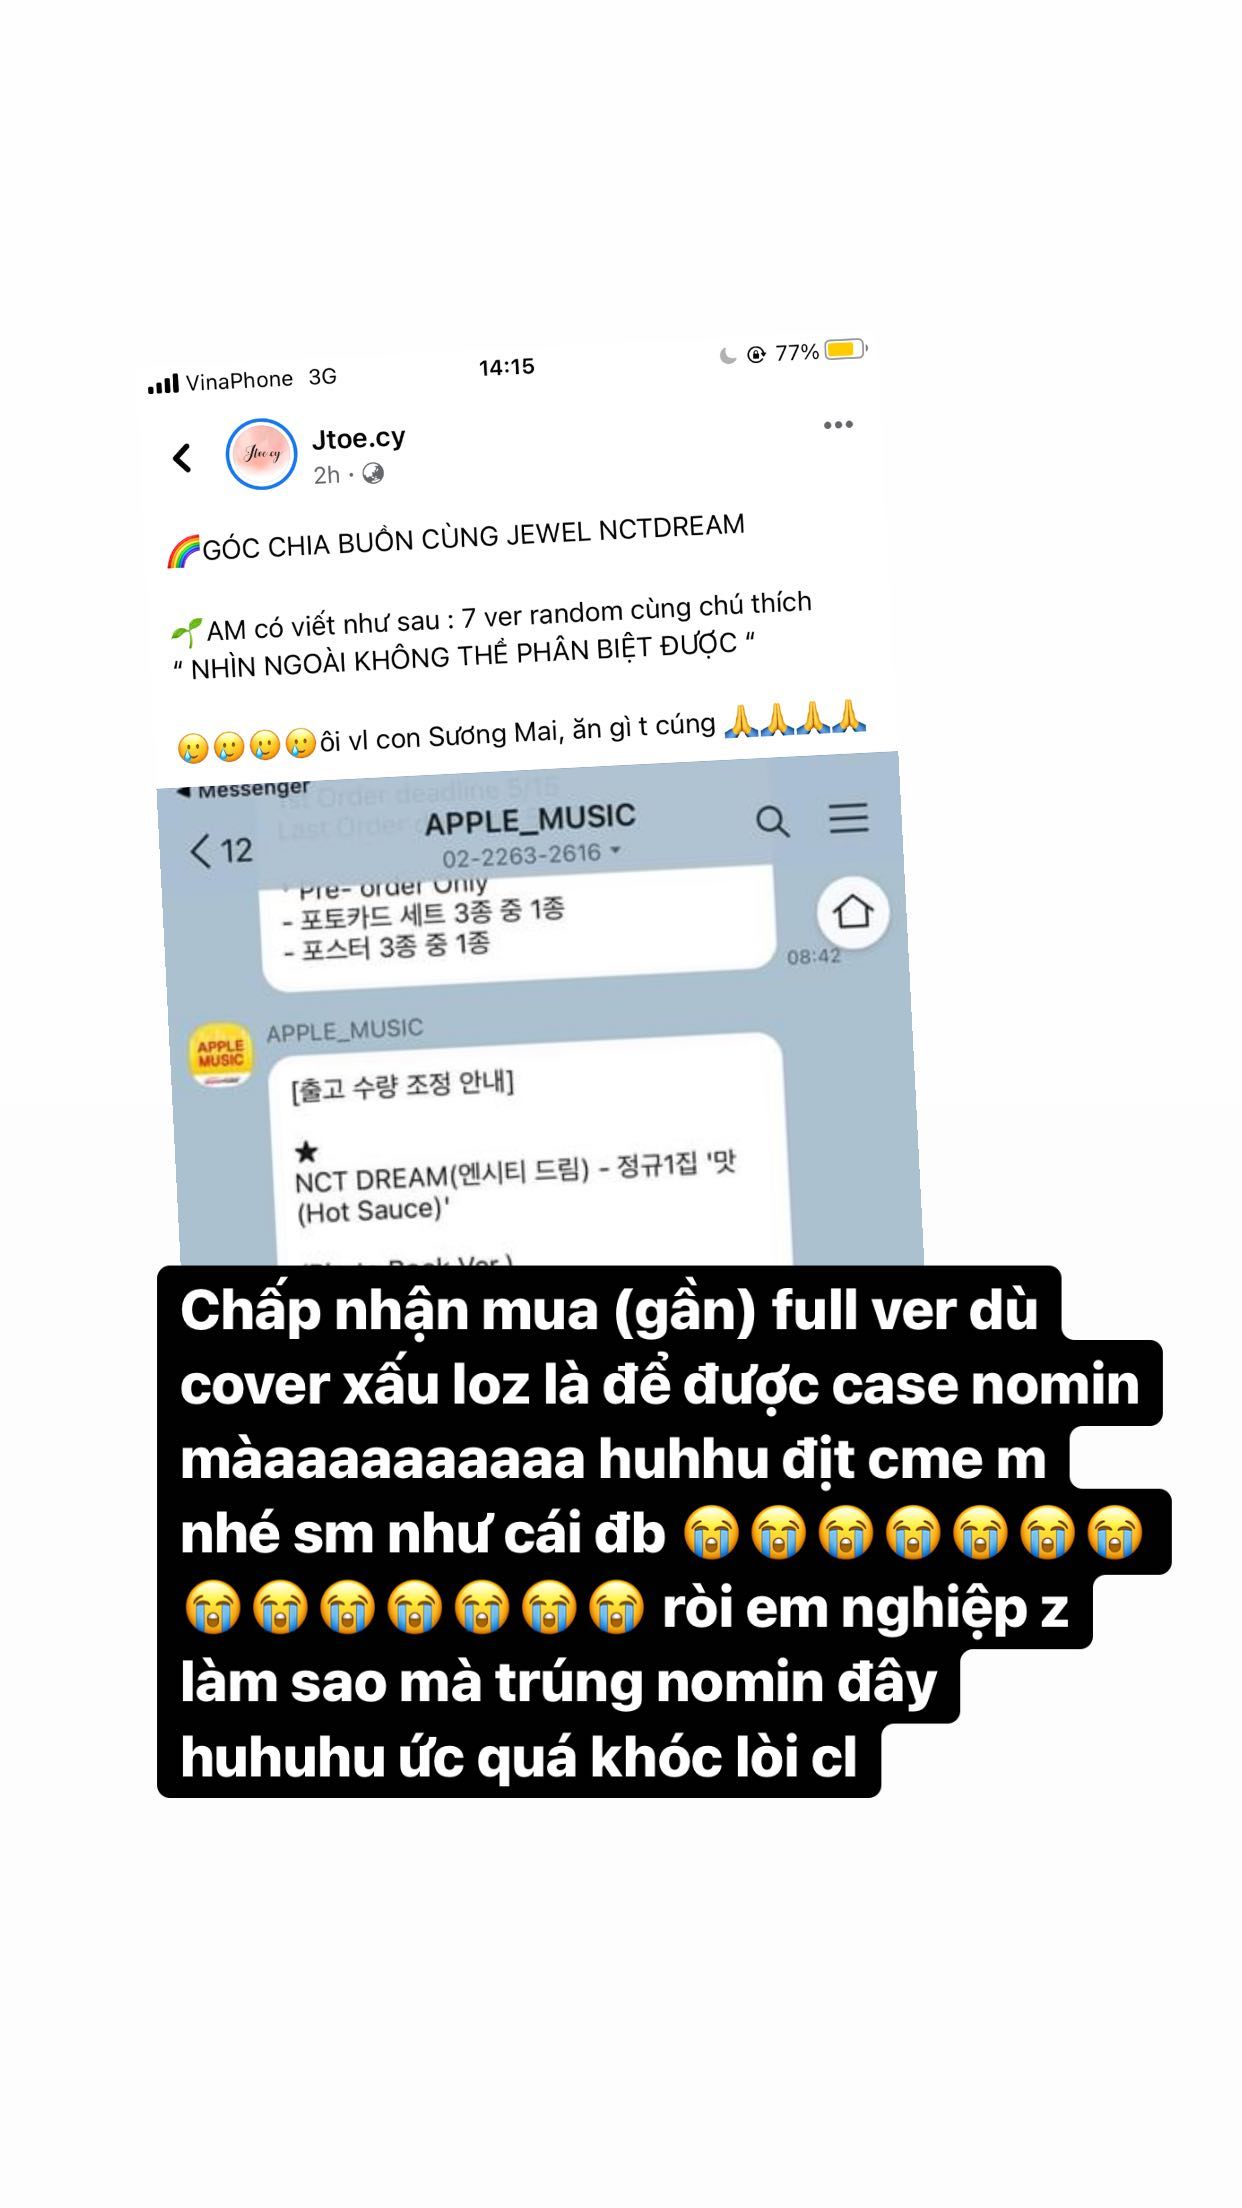 VinaPhone 3G 14:15 77%
Jtoe.cy
Jtoe.cy
2h
🌈GÓC CHIA BUỒN CÙNG JEWEL NCTDREAM
🌱AM có viết như sau : 7 ver random cùng chú thích
“ NHÌN NGOÀI KHÔNG THỂ PHÂN BIỆT ĐƯỢC “
🥲🥲🥲🥲ôi vl con Sương Mai, ăn gì t cúng 🙏🙏🙏🙏
Messenger
1st Order deadline 5/15
Last Order
12 APPLE_MUSIC
02-2263-2616
Pre- order Only
- 포토카드 세트 3종 중 1종
- 포스터 3종 중 1종
08:42
APPLE
MUSIC
APPLE_MUSIC
[출고 수량 조정 안내]
★
NCT DREAM(엔시티 드림) - 정규1집 '맛
(Hot Sauce)'
Chấp nhận mua (gần) full ver dù
cover xấu loz là để được case nomin
màaaaaaaaaaa huhhu địt cme m
nhé sm như cái đb 😭😭😭😭😭😭😭
😭😭😭😭😭😭😭 ròi em nghiệp z
làm sao mà trúng nomin đây
huhuhu ức quá khóc lòi cl